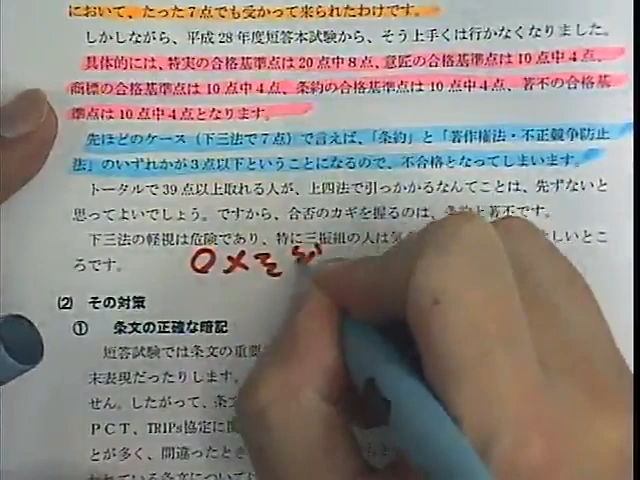 において、たった7点でも受かって来られたわけです。
しかしながら、平成28年度短答本試験から、そう上手くは行かなくなりました。
具体的には、特実の合格基準点は20点中8点、意匠の合格基準点は10点中4点、
商標の合格基準点は10点中4点、条約の合格基準点は10点中4点、著不の合格基
準点は10点中4点となります。
先ほどのケース（下三法で7点）で言えば、「条約」と「著作権法・不正競争防止
法」のいずれかが3点以下ということになるので、不合格となってしまいます。
トータルで39点以上取れる人が、上四法で引っかかるなんてことは、先ずないと
思ってよいでしょう。ですから、合否のカギを握るのは、条約と著不です。
下三法の軽視は危険であり、特に三振組の人は気
しいとこ
ろです。
(2) その対策
① 条文の正確な暗記
短答試験では条文の重要
末表現だったりします。
せん。したがって、条
PCT、TRIPs協定に
とが多く、間違ったとき